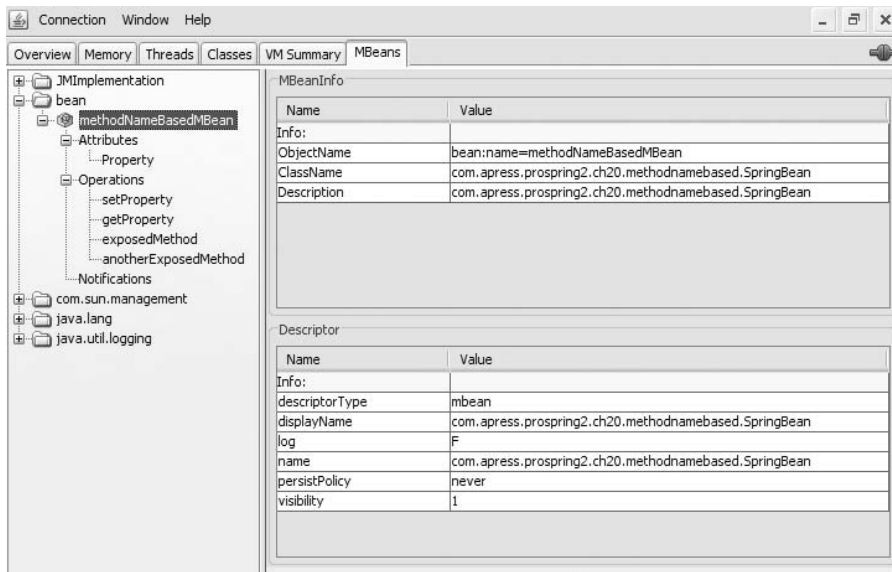 Connection Window Help
Overview Memory Threads Classes VM Summary MBeans
JMImplementation
bean
methodNameBasedMBean
Attributes
Property
Operations
setProperty
getProperty
exposedMethod
anotherExposedMethod
Notifications
com.sun.management
java.lang
java.util.logging
MBeanInfo
Name Value
Info:
ObjectName bean:name=methodNameBasedMBean
ClassName com.apress.prospring2.ch20.methodnamebased.SpringBean
Description com.apress.prospring2.ch20.methodnamebased.SpringBean
Descriptor
Name Value
Info:
descriptorType mbean
displayName com.apress.prospring2.ch20.methodnamebased.SpringBean
log F
name com.apress.prospring2.ch20.methodnamebased.SpringBean
persistPolicy never
visibility 1